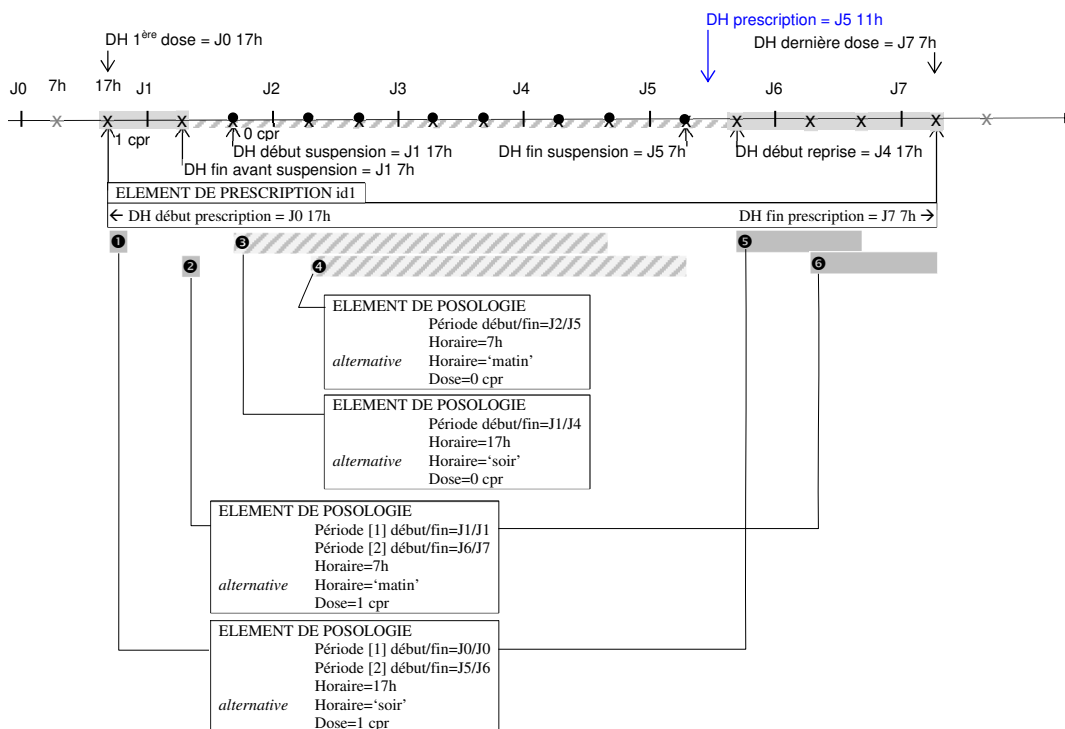 DH prescription = J5 11h
DH 1ère dose = J0 17h
DH dernière dose = J7 7h
J0 7h 17h J1 J2 J3 J4 J5 J6 J7
x x x x x x x x x x x x x x x x
1 cpr
0 cpr
DH début suspension = J1 17h
DH fin suspension = J5 7h
DH début reprise = J4 17h
DH fin avant suspension = J1 7h
ELEMENT DE PRESCRIPTION id1
← DH début prescription = J0 17h
DH fin prescription = J7 7h →
❶ ❸ ❺
❷ ❹ ❻
ELEMENT DE POSOLOGIE
Période début/fin=J2/J5
Horaire=7h
alternative Horaire=‘matin’
Dose=0 cpr
ELEMENT DE POSOLOGIE
Période début/fin=J1/J4
Horaire=17h
alternative Horaire=‘soir’
Dose=0 cpr
ELEMENT DE POSOLOGIE
Période [1] début/fin=J1/J1
Période [2] début/fin=J6/J7
Horaire=7h
alternative Horaire=‘matin’
Dose=1 cpr
ELEMENT DE POSOLOGIE
Période [1] début/fin=J0/J0
Période [2] début/fin=J5/J6
Horaire=17h
alternative Horaire=‘soir’
Dose=1 cpr